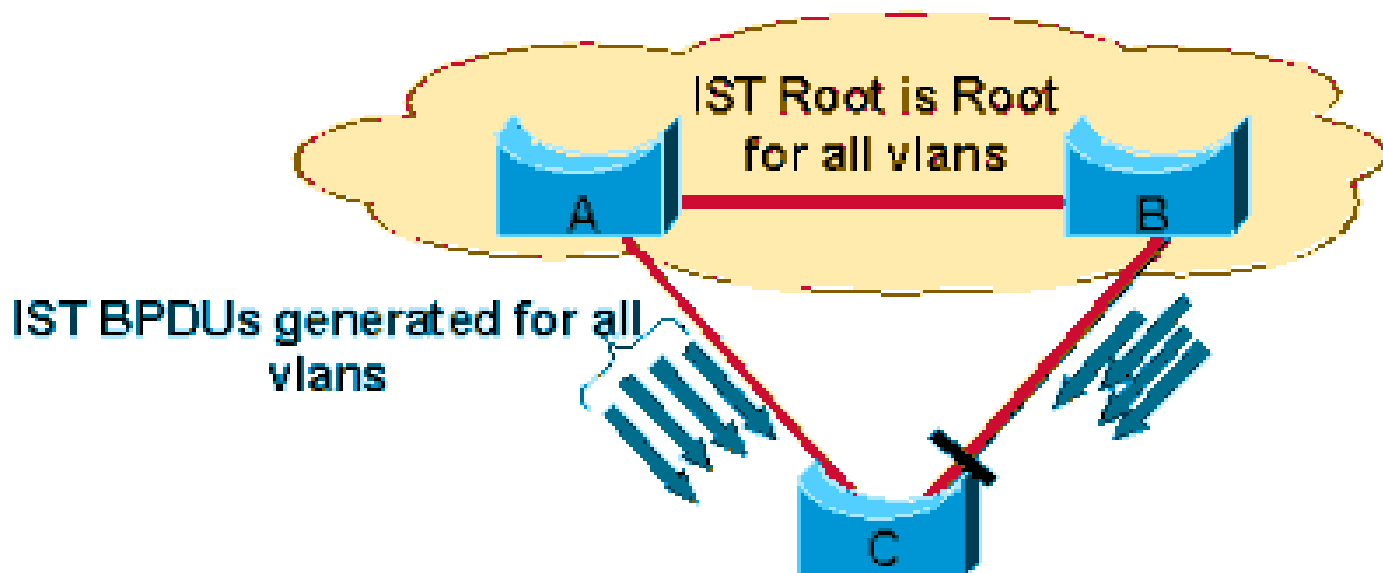 IST Root is Root
for all vlans
A
B
IST BPDUs generated for all
vlans
C